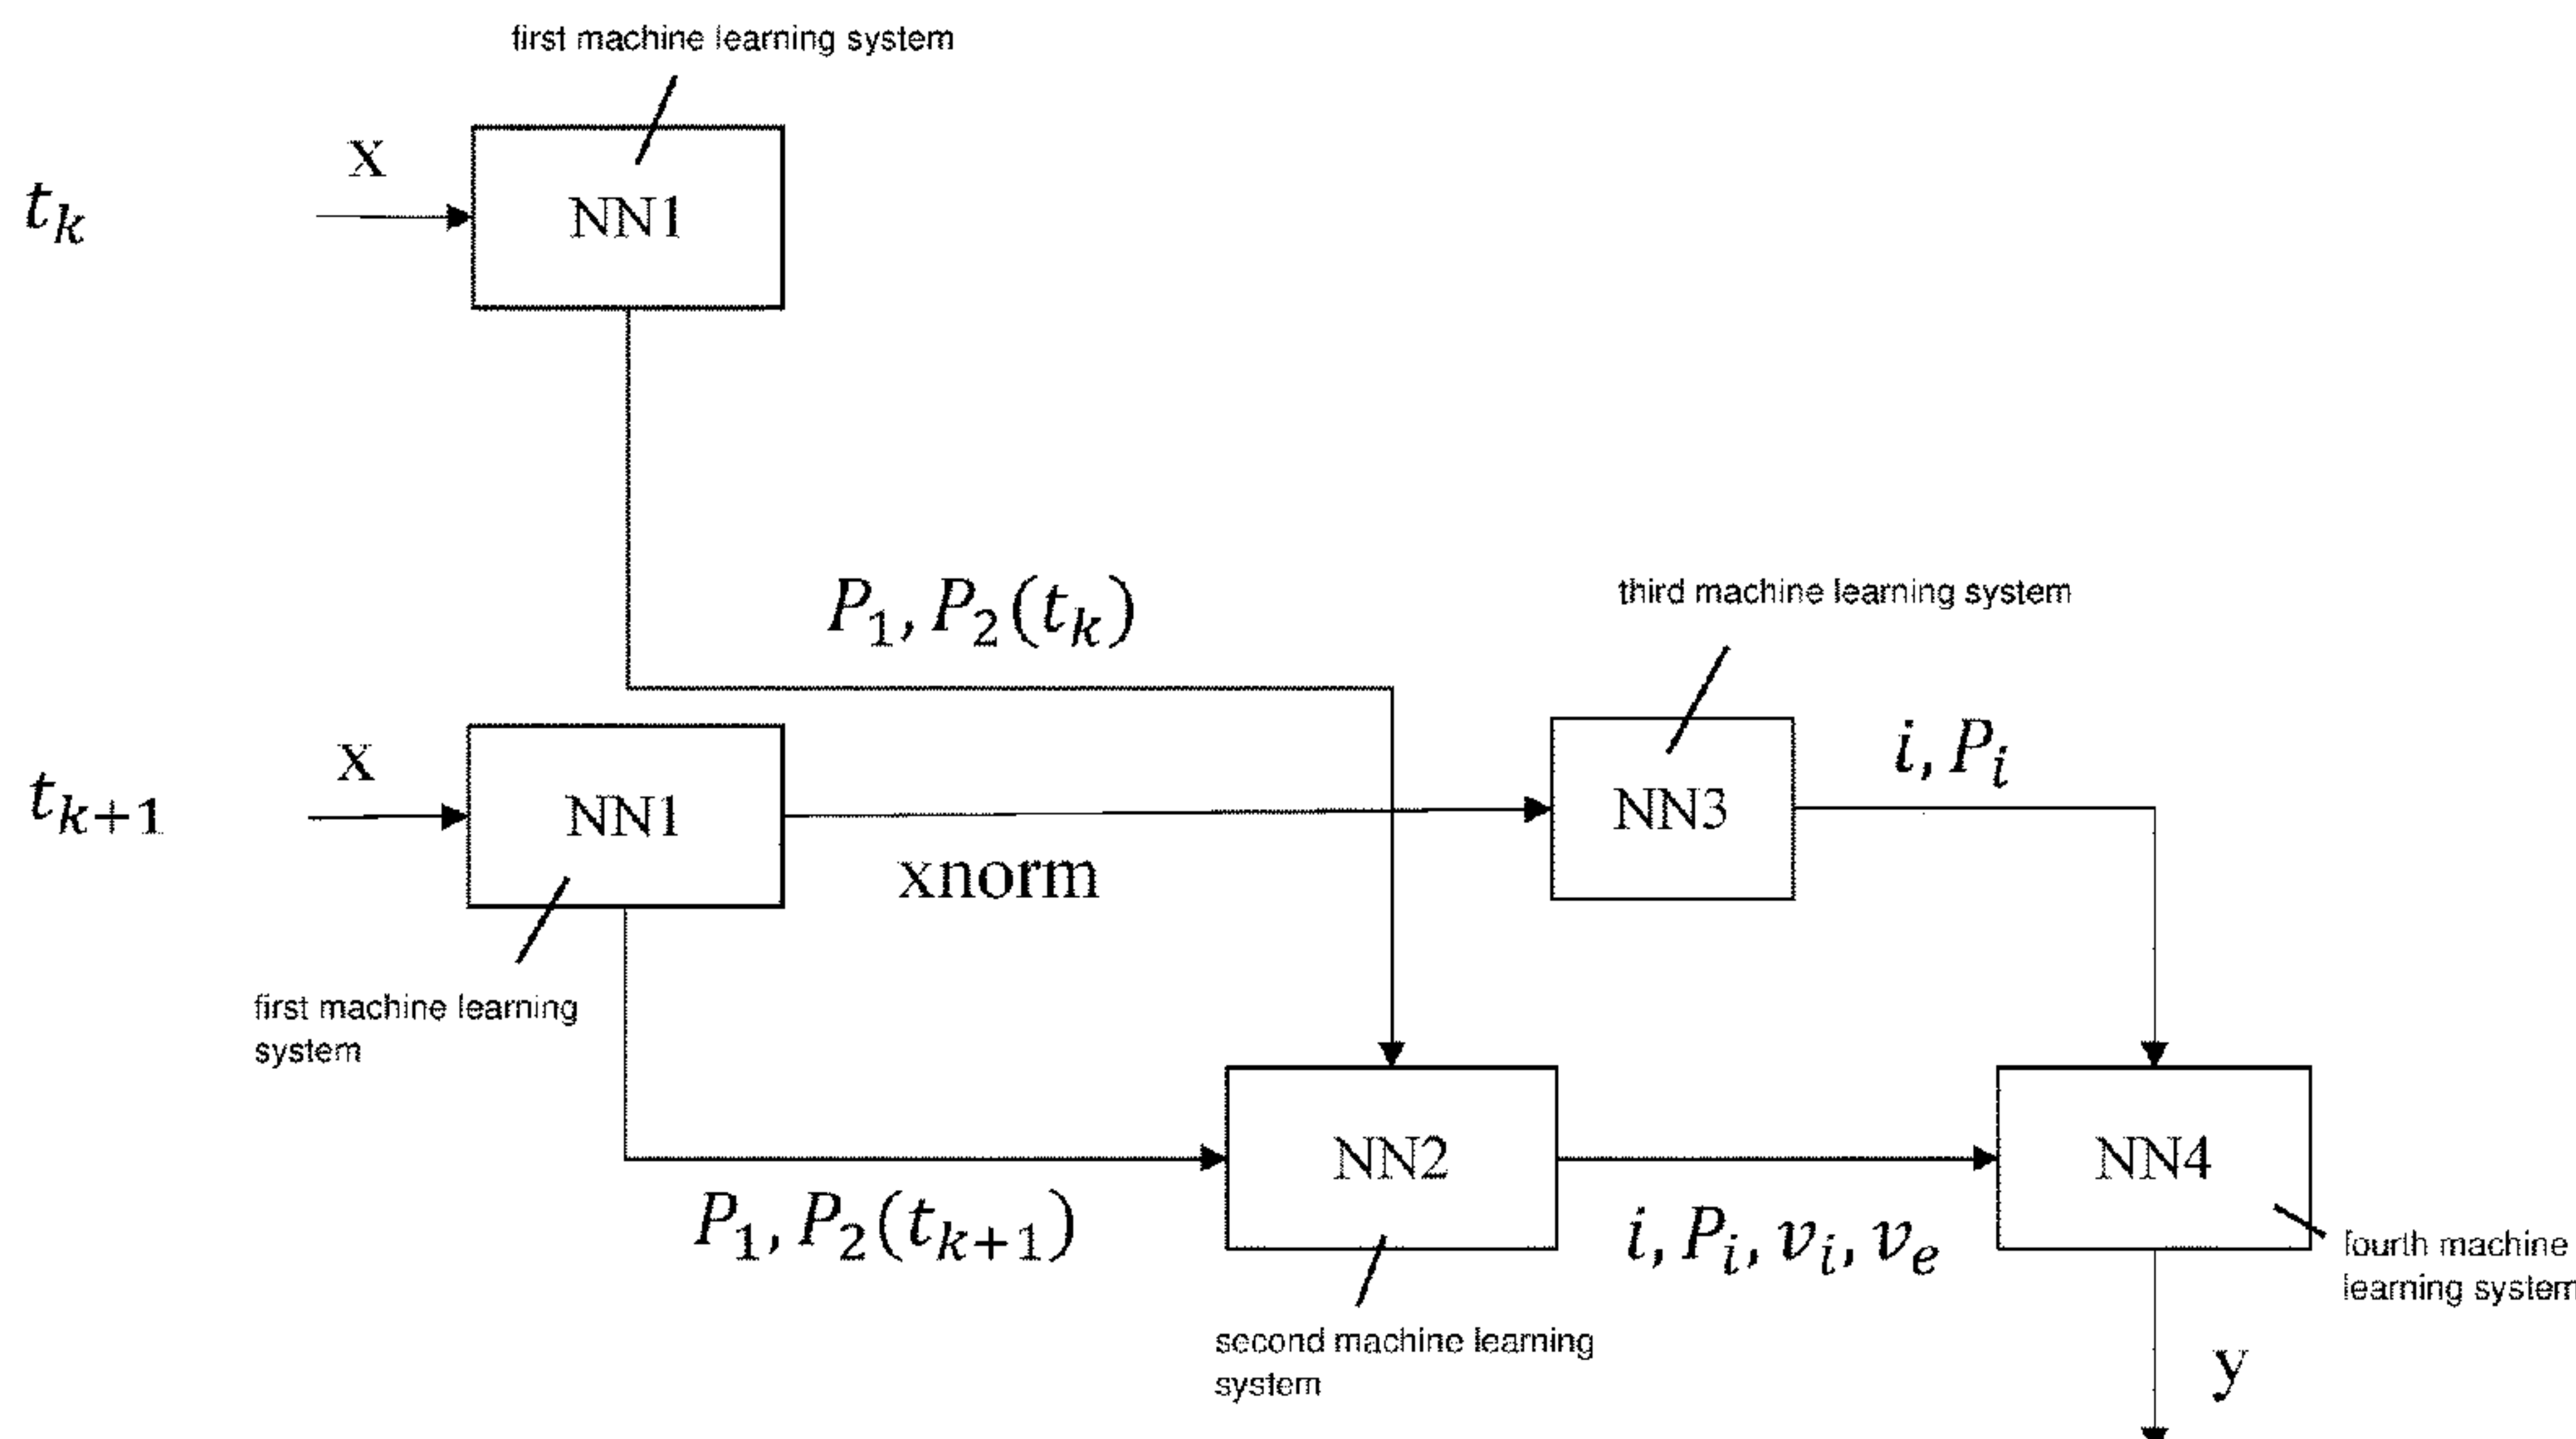 first machine learning system
x
t_k
NN1
P_1, P_2(t_k)
third machine learning system
i, P_i
x
t_{k+1}
NN1
NN3
xnorm
first machine learning
system
NN2
NN4
P_1, P_2(t_{k+1})
i, P_i, v_i, v_e
fourth machine
learning system
second machine learning
system
y